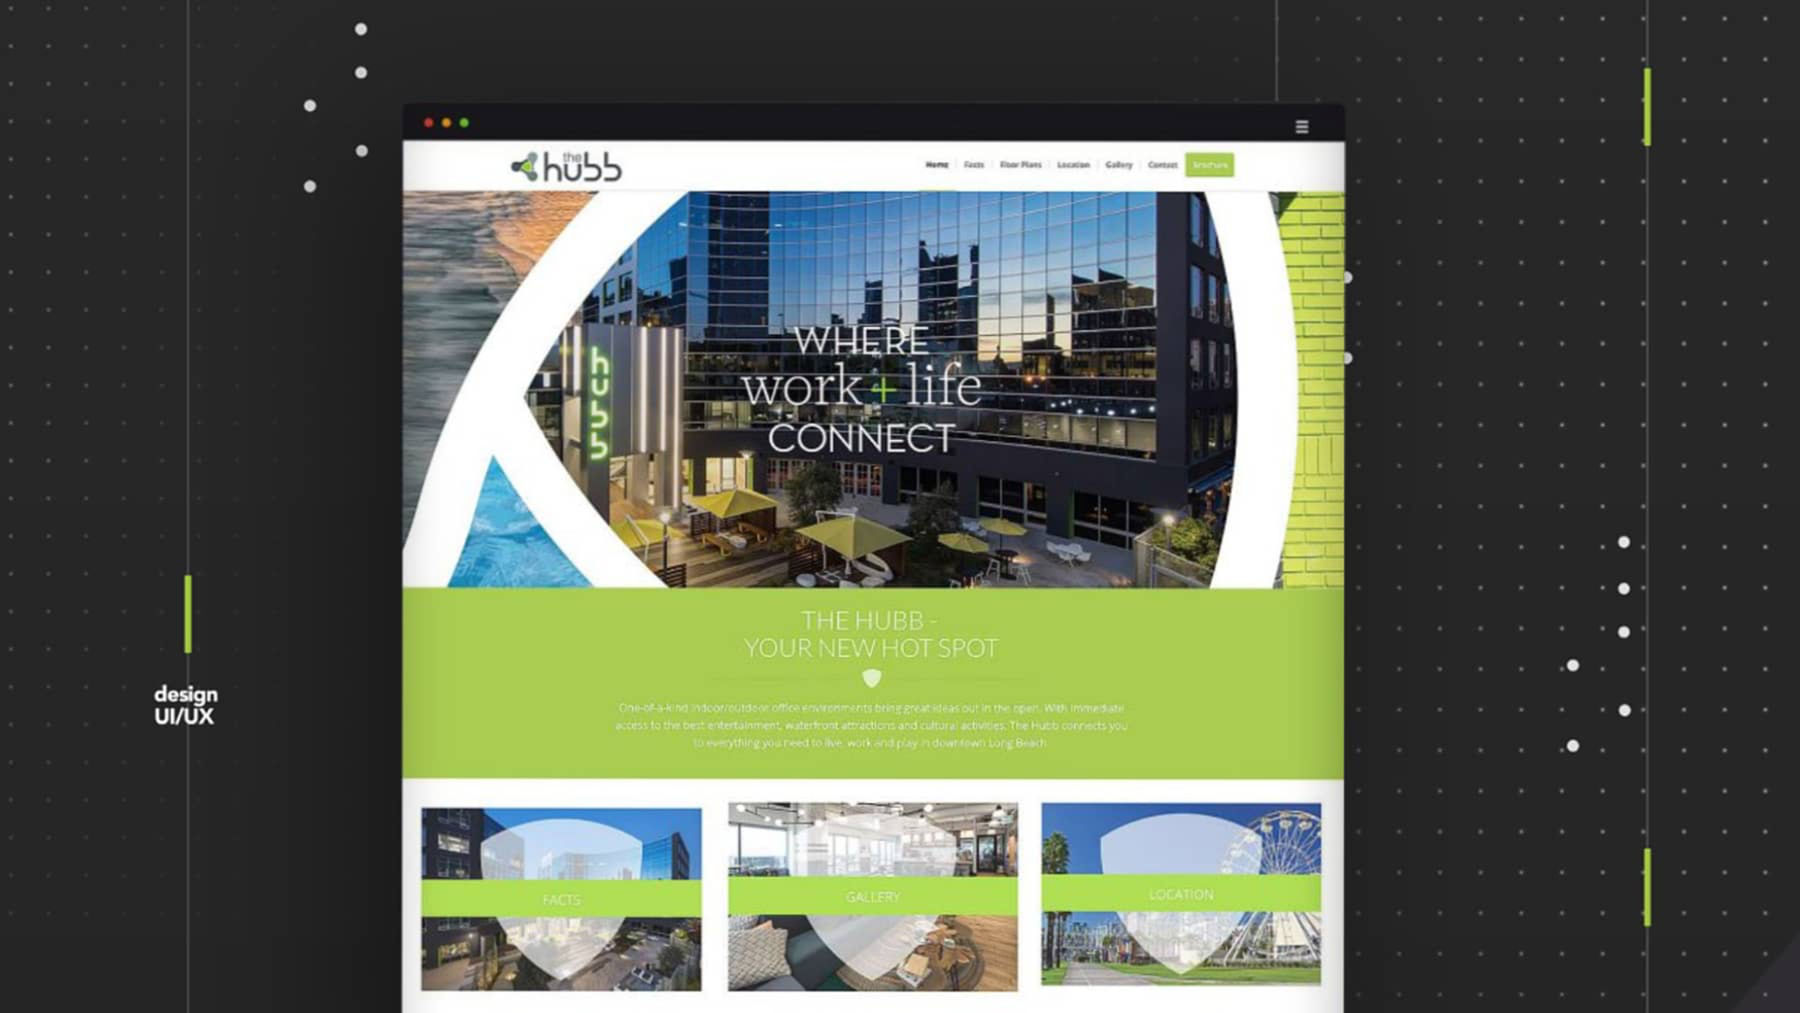 the
hubb
Home Facts Floor Plans Location Gallery Contact Brochure
hubb
WHERE
work + life
CONNECT
THE HUBB -
YOUR NEW HOT SPOT
One-of-a-kind indoor/outdoor office environments bring great ideas out in the open. With immediate
access to the best entertainment, waterfront attractions and cultural activities, The Hubb connects you
to everything you need to live, work and play in downtown Long Beach
design
UI/UX
FACTS
GALLERY
LOCATION